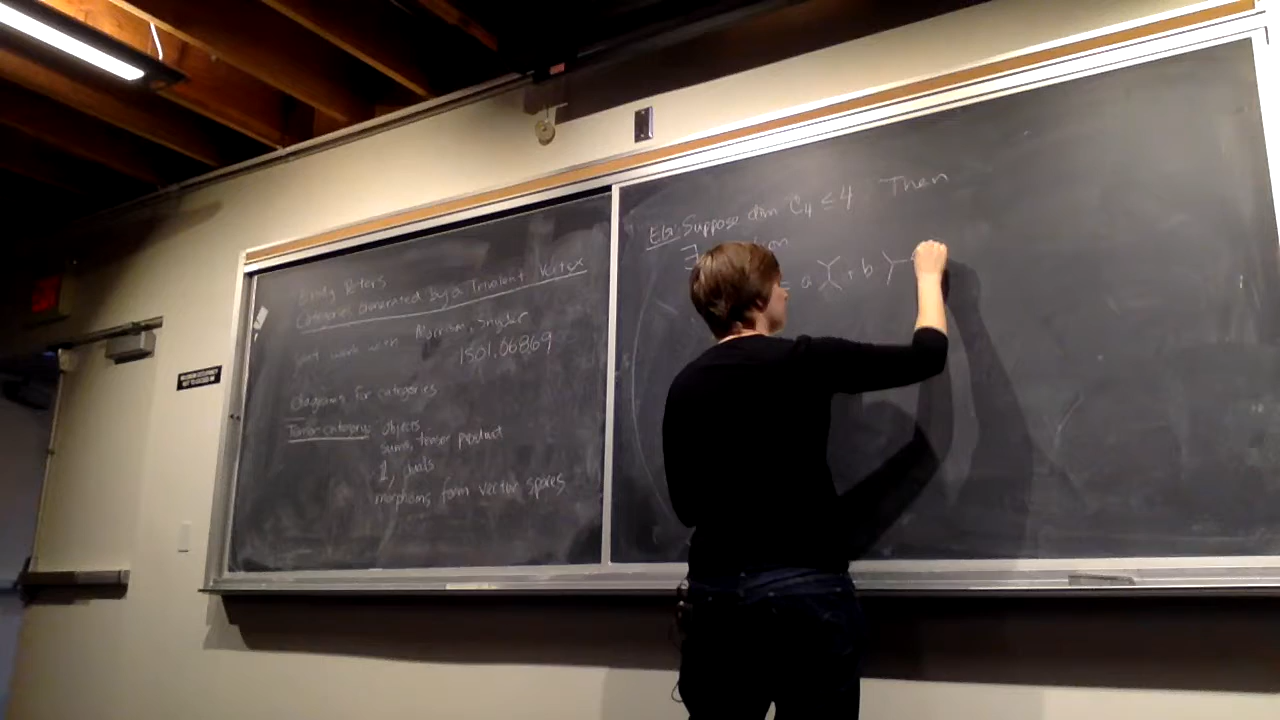 Emily Peters
Categories Generated by a Trivalent Vertex
joint work with Morrison, Snyder
1501.06869
Diagrams for categories
Tensor category: objects
sums, tensor product
1, duals
morphisms form vector spaces
EG: Suppose dim C₄ ≤ 4 Then
∃
= a + b